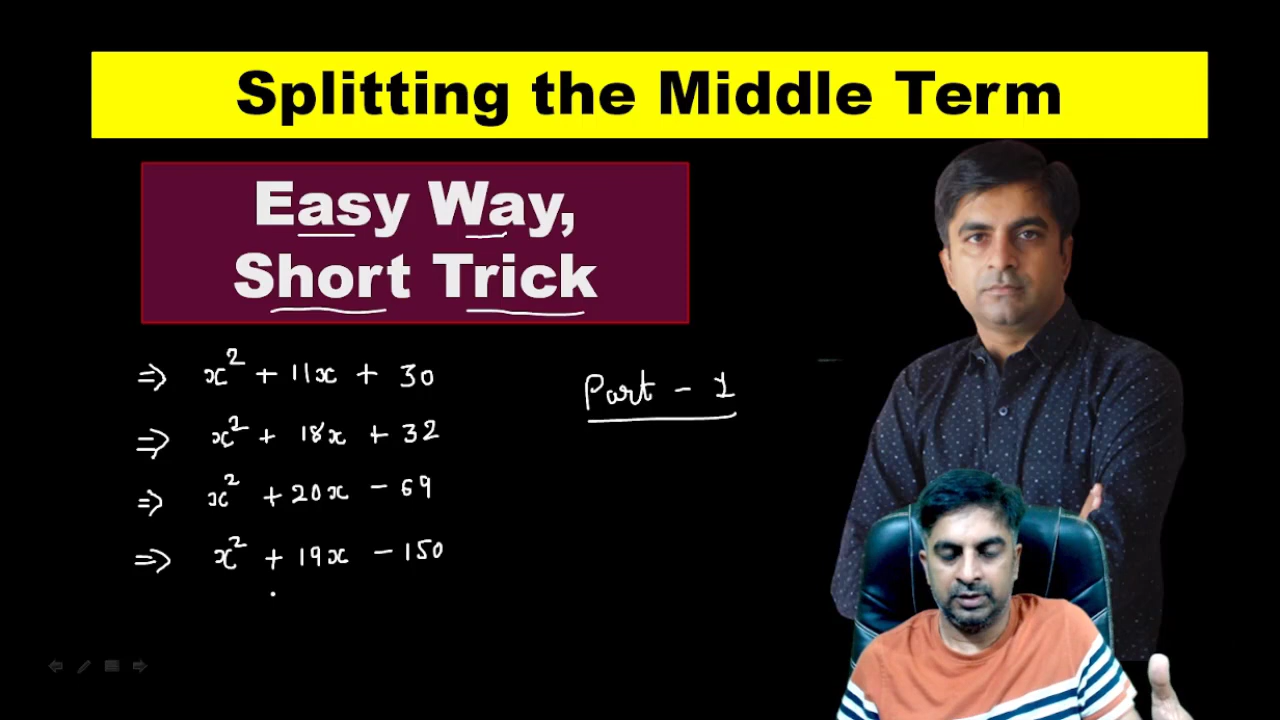 Splitting the Middle Term
Easy Way,
Short Trick
⇒ x² + 11x + 30
Part - 1
⇒ x² + 18x + 32
⇒ x² + 20x - 69
⇒ x² + 19x - 150